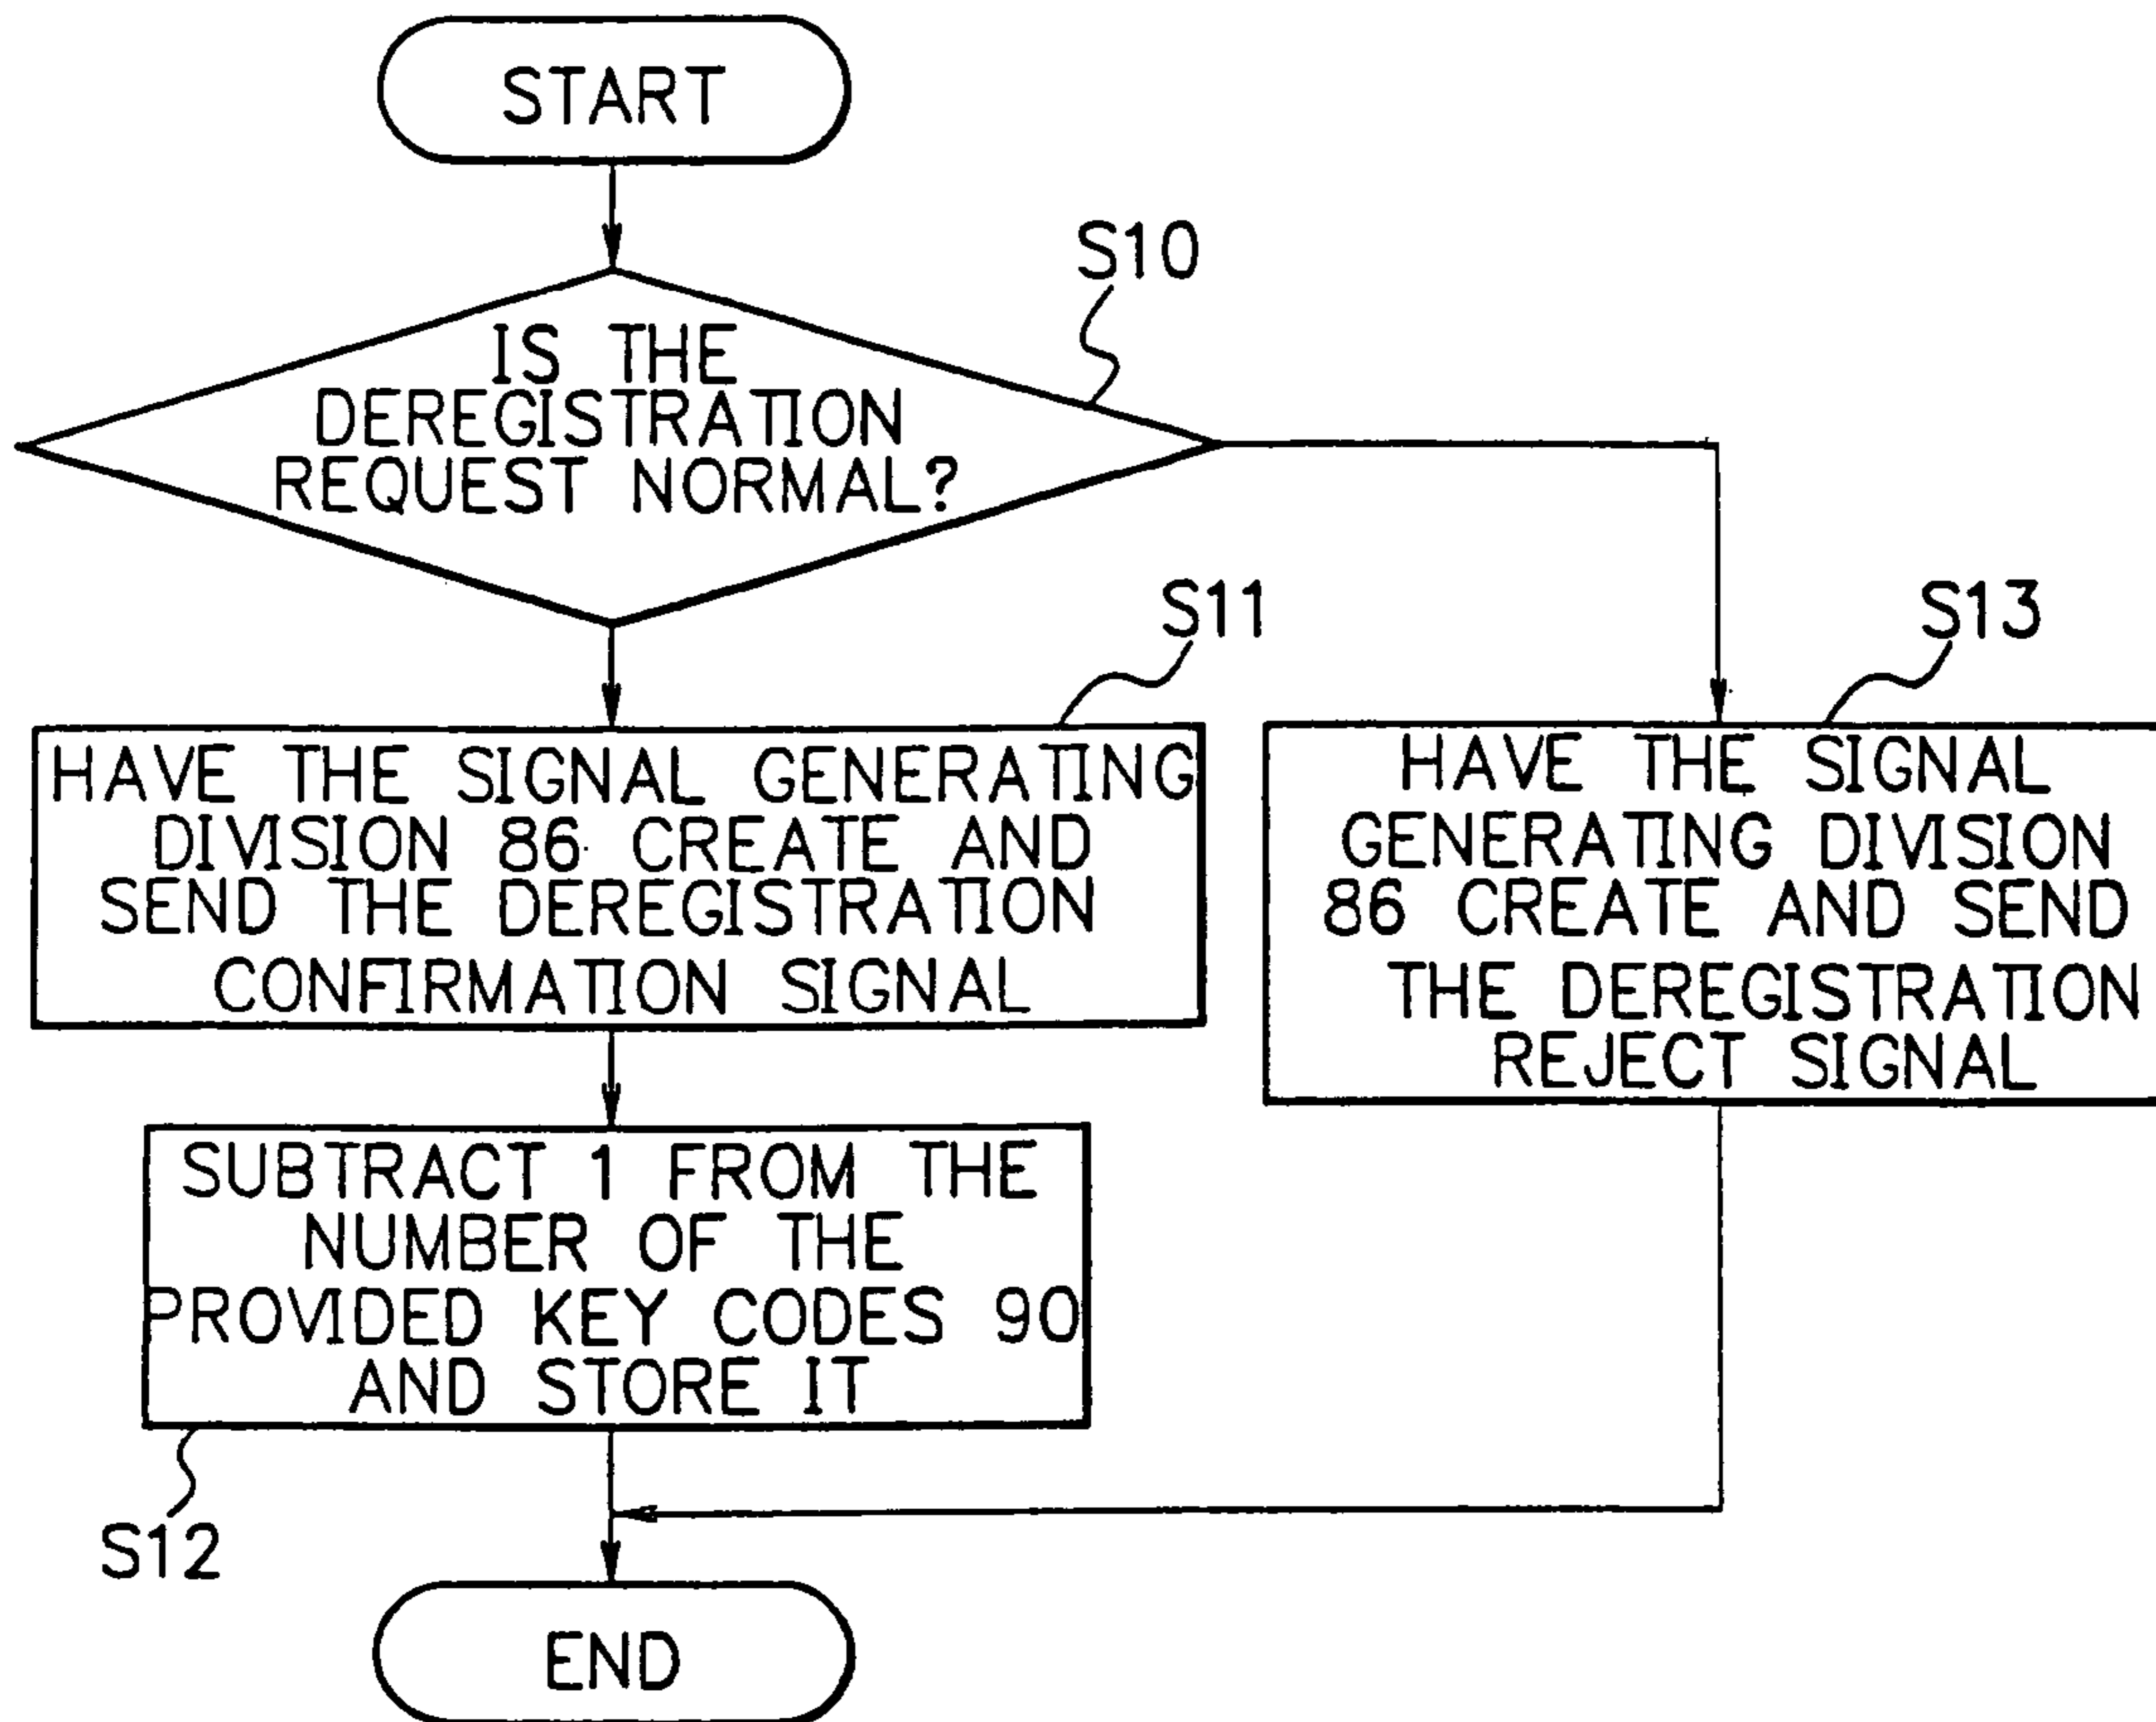 START
S10
IS THE
DEREGISTRATION
REQUEST NORMAL?
S11
S13
HAVE THE SIGNAL GENERATING
DIVISION 86 CREATE AND
SEND THE DEREGISTRATION
CONFIRMATION SIGNAL
HAVE THE SIGNAL
GENERATING DIVISION
86 CREATE AND SEND
THE DEREGISTRATION
REJECT SIGNAL
SUBTRACT 1 FROM THE
NUMBER OF THE
PROVIDED KEY CODES 90
AND STORE IT
S12
END